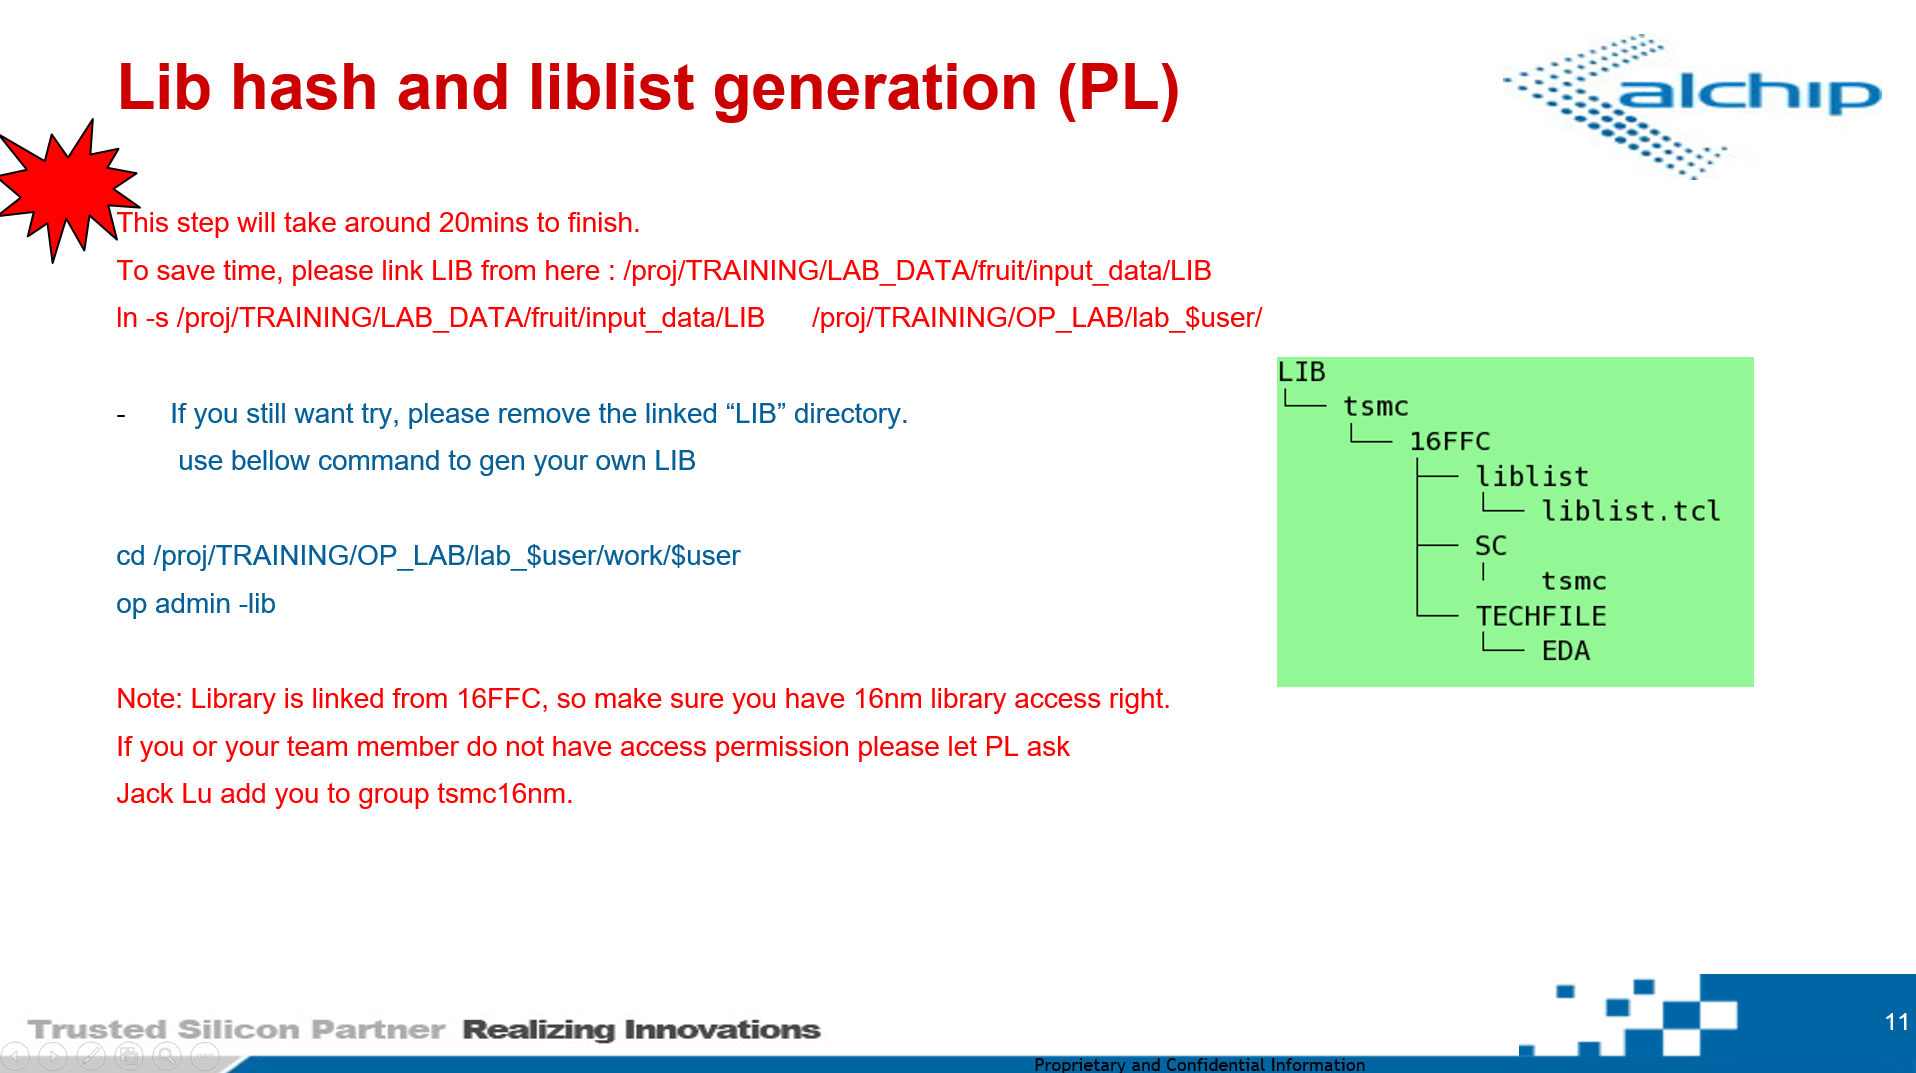 Lib hash and liblist generation (PL)
alchip
This step will take around 20mins to finish.
To save time, please link LIB from here : /proj/TRAINING/LAB_DATA/fruit/input_data/LIB
ln -s /proj/TRAINING/LAB_DATA/fruit/input_data/LIB /proj/TRAINING/OP_LAB/lab_$user/
- If you still want try, please remove the linked “LIB” directory.
use bellow command to gen your own LIB
cd /proj/TRAINING/OP_LAB/lab_$user/work/$user
op admin -lib
Note: Library is linked from 16FFC, so make sure you have 16nm library access right.
If you or your team member do not have access permission please let PL ask
Jack Lu add you to group tsmc16nm.
LIB
tsmc
16FFC
liblist
liblist.tcl
SC
tsmc
TECHFILE
EDA
Trusted Silicon Partner Realizing Innovations
Proprietary and Confidential Information
11